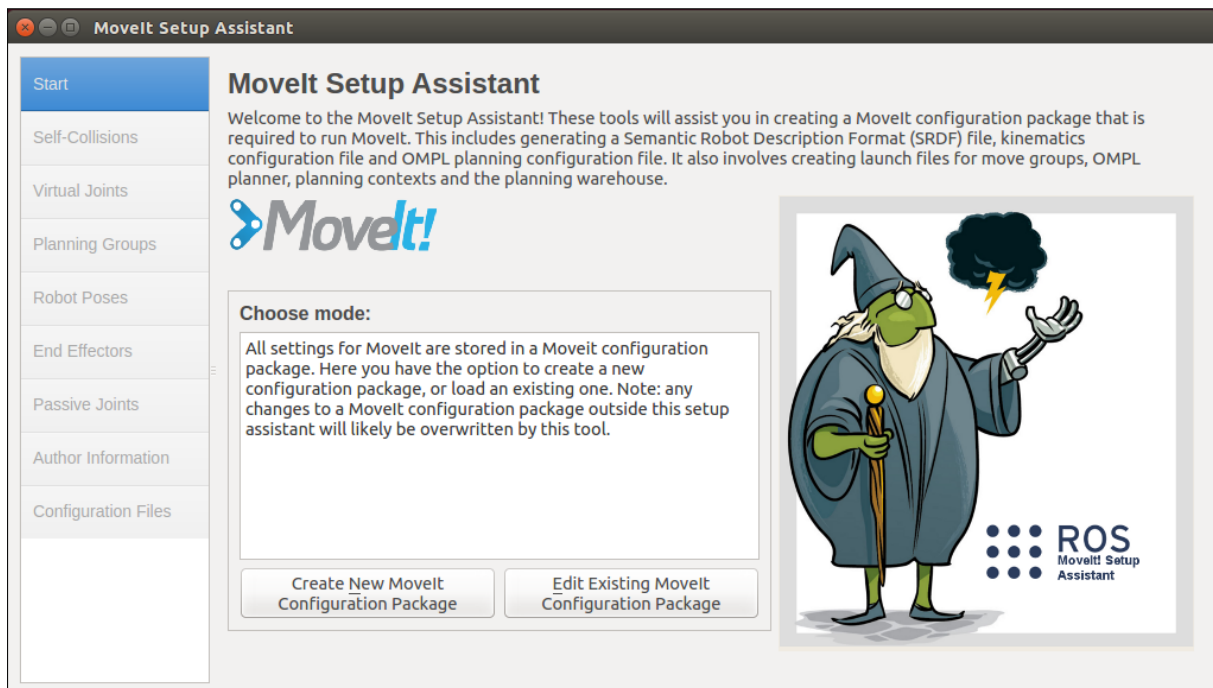 MoveIt Setup Assistant
Start
Self-Collisions
Virtual Joints
Planning Groups
Robot Poses
End Effectors
Passive Joints
Author Information
Configuration Files
MoveIt Setup Assistant
Welcome to the MoveIt Setup Assistant! These tools will assist you in creating a MoveIt configuration package that is
required to run MoveIt. This includes generating a Semantic Robot Description Format (SRDF) file, kinematics
configuration file and OMPL planning configuration file. It also involves creating launch files for move groups, OMPL
planner, planning contexts and the planning warehouse.
MoveIt!
Choose mode:
All settings for MoveIt are stored in a Moveit configuration
package. Here you have the option to create a new
configuration package, or load an existing one. Note: any
changes to a MoveIt configuration package outside this setup
assistant will likely be overwritten by this tool.
Create New MoveIt
Configuration Package
Edit Existing MoveIt
Configuration Package
ROS
MoveIt! Setup
Assistant